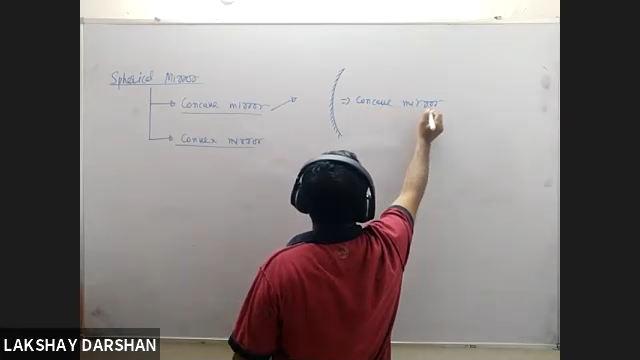 Spherical Mirror
Concave mirror
⇒ Concave mirror
Convex mirror
LAKSHAY DARSHAN